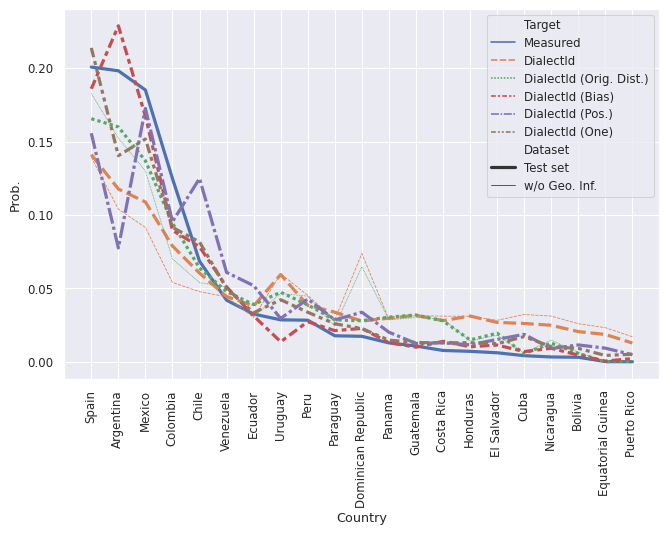 Target
Measured
DialectId
DialectId (Orig. Dist.)
DialectId (Bias)
DialectId (Pos.)
DialectId (One)
Dataset
Test set
w/o Geo. Inf.
Prob.
0.20
0.15
0.10
0.05
0.00
Spain
Argentina
Mexico
Colombia
Chile
Venezuela
Ecuador
Uruguay
Peru
Paraguay
Dominican Republic
Panama
Guatemala
Costa Rica
Honduras
El Salvador
Cuba
Nicaragua
Bolivia
Equatorial Guinea
Puerto Rico
Country